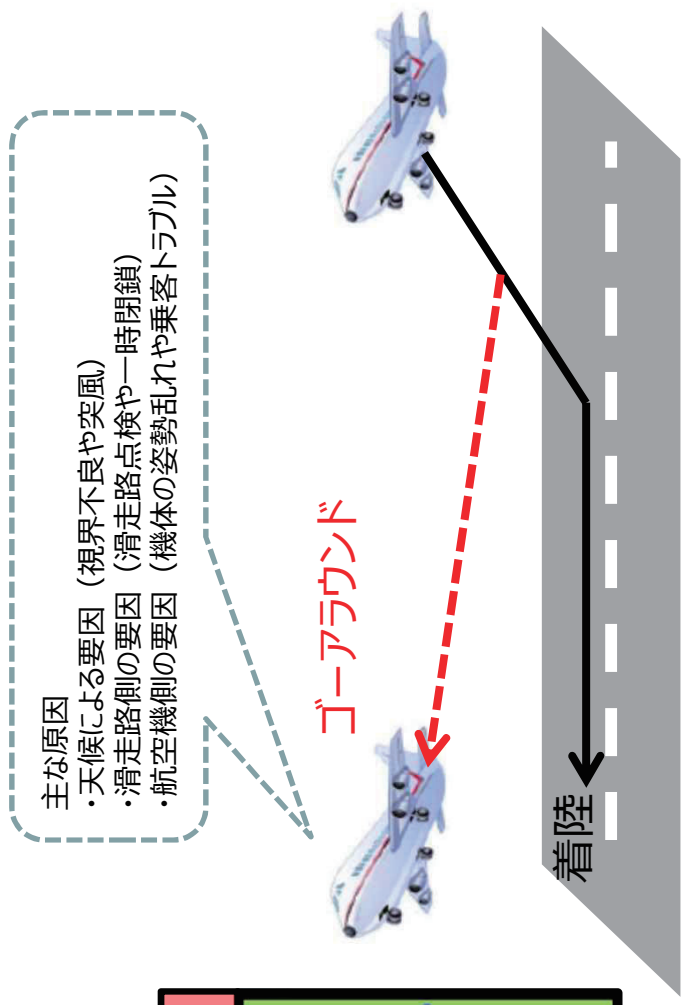 主な原因
・天候による要因（視界不良や突風）
・滑走路側の要因（滑走路点検や一時閉鎖）
・航空機側の要因（機体の姿勢乱れや乗客トラブル）
ゴーアラウンド
着陸